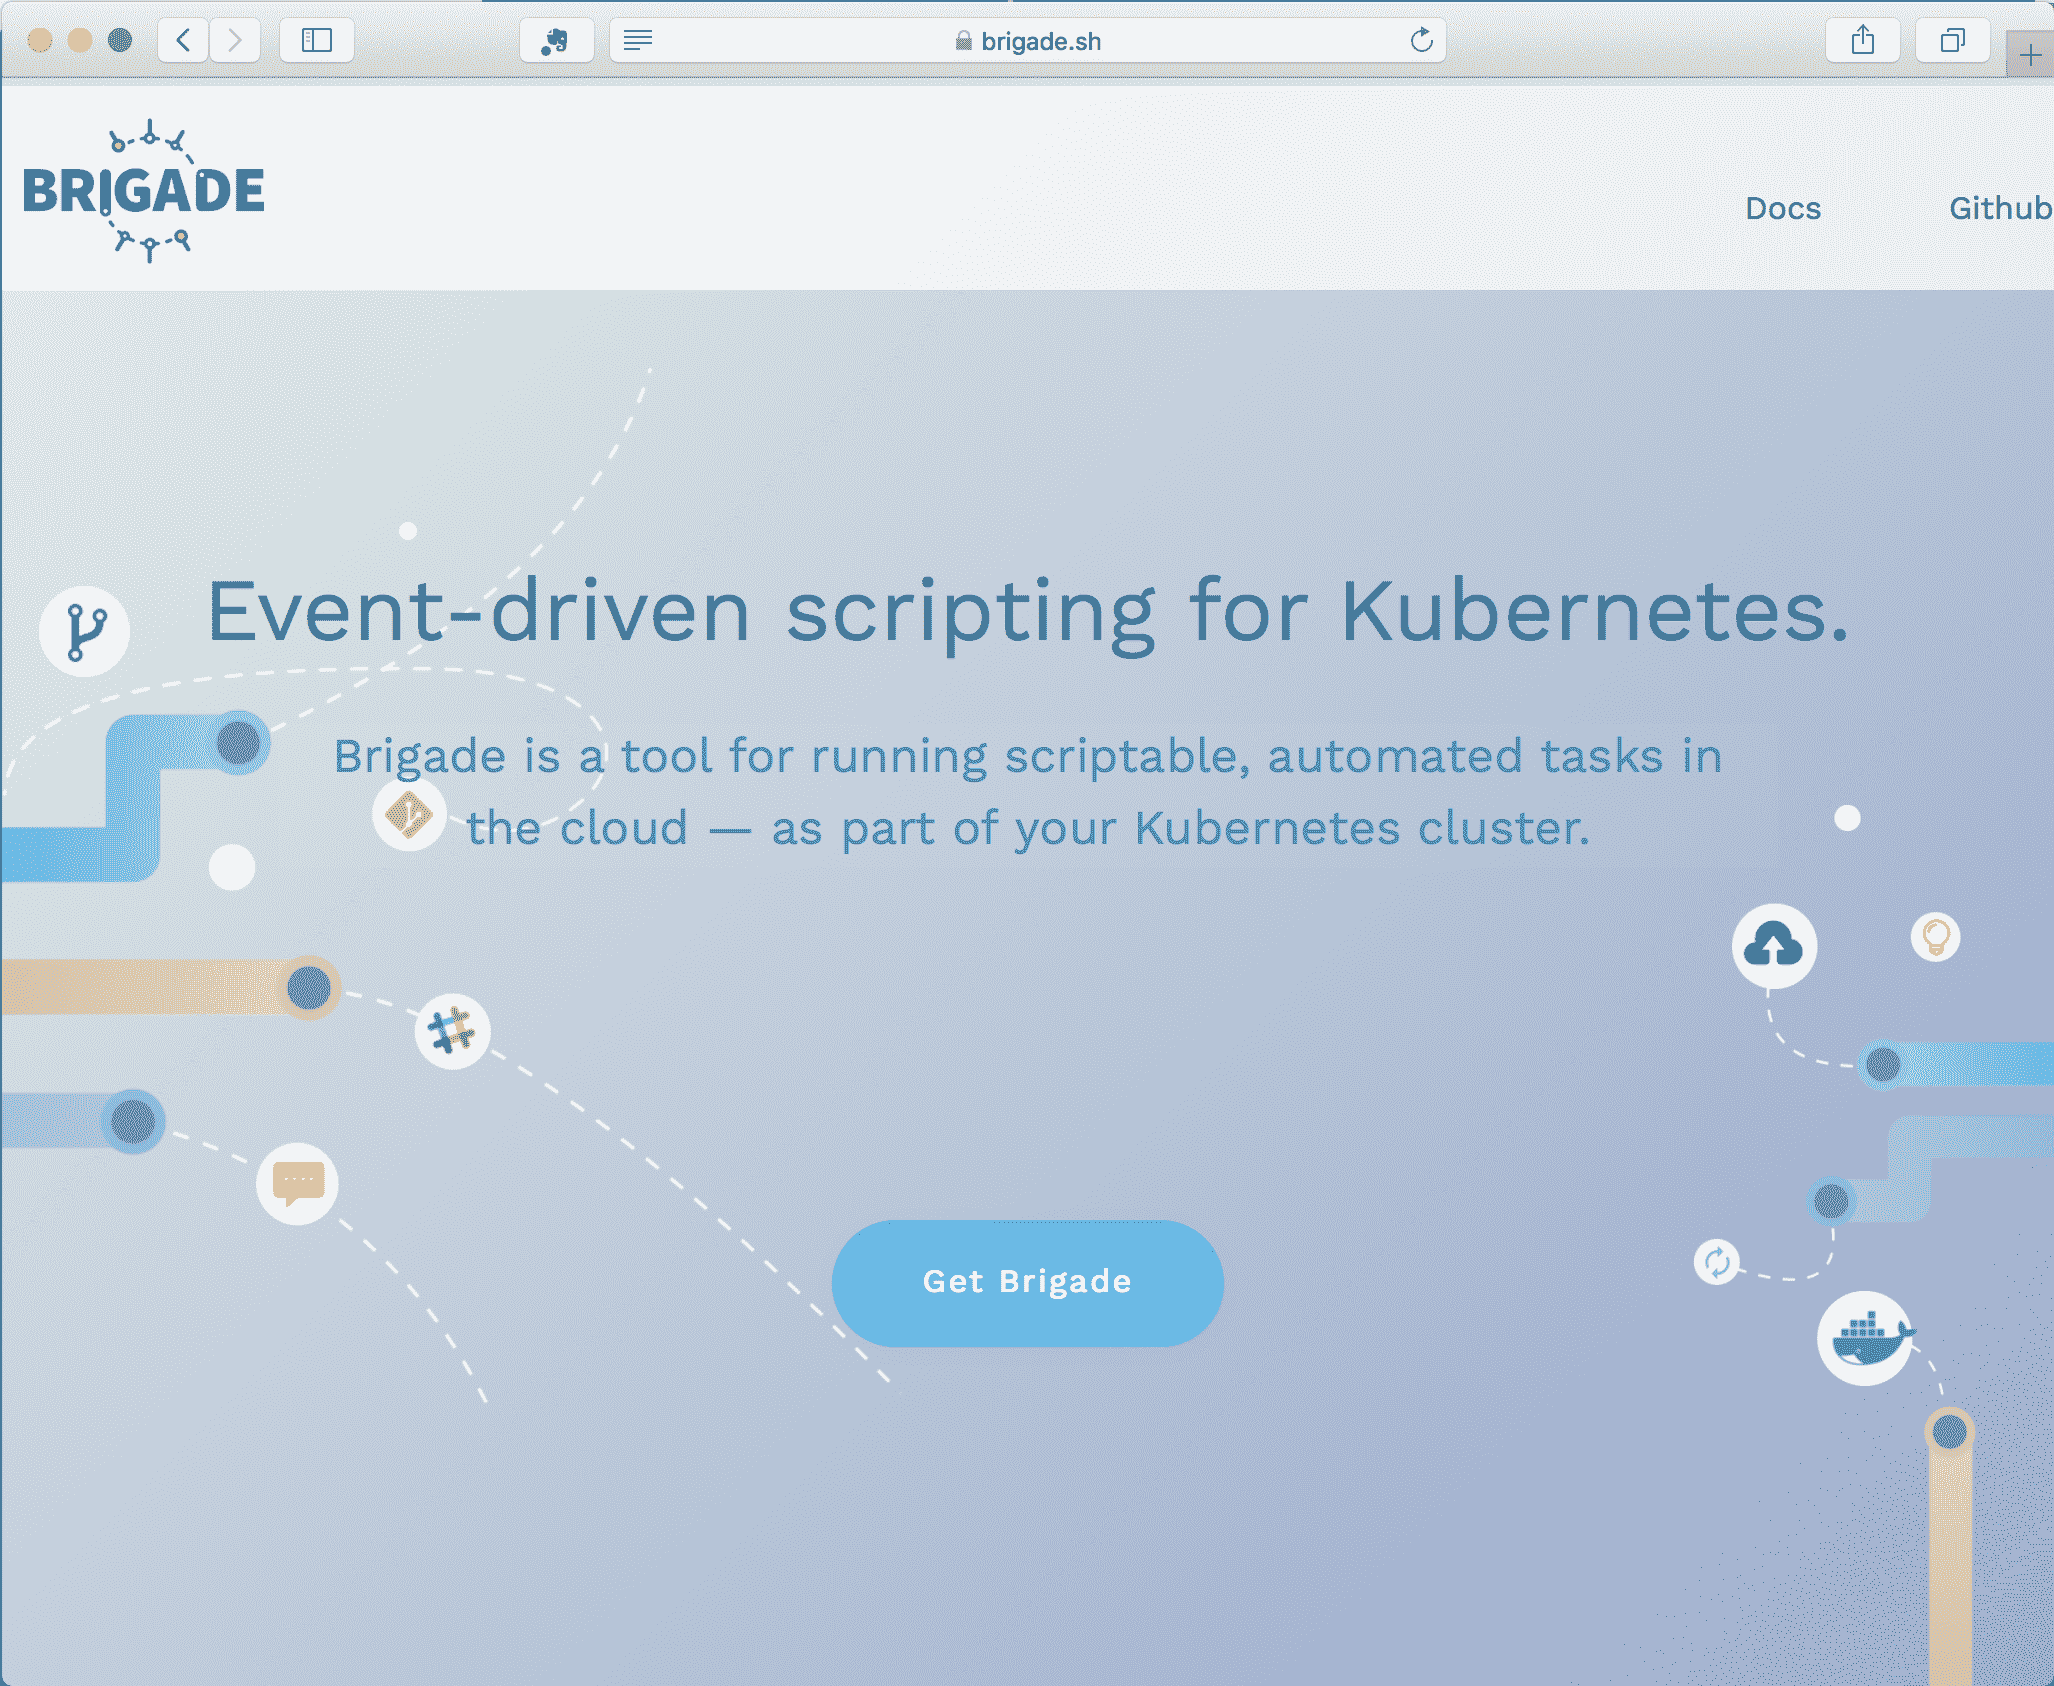 brigade.sh
BRIGADE
Docs
Github
Event-driven scripting for Kubernetes.
Brigade is a tool for running scriptable, automated tasks in
the cloud — as part of your Kubernetes cluster.
Get Brigade